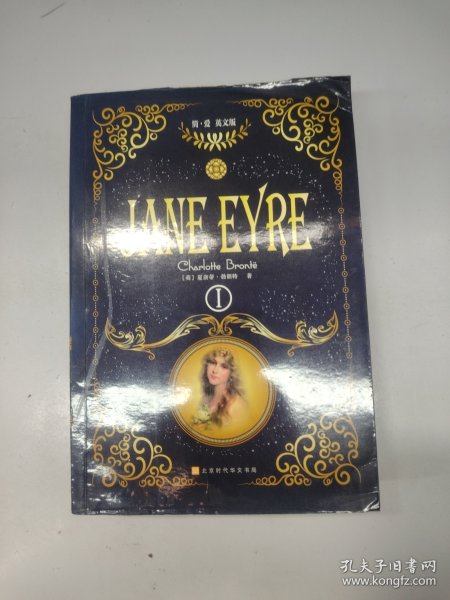 简·爱 英文版
JANE EYRE
Charlotte Brontë
[英] 夏洛蒂·勃朗特 著
I
北京时代华文书局
孔夫子旧书网
www.kongfz.com